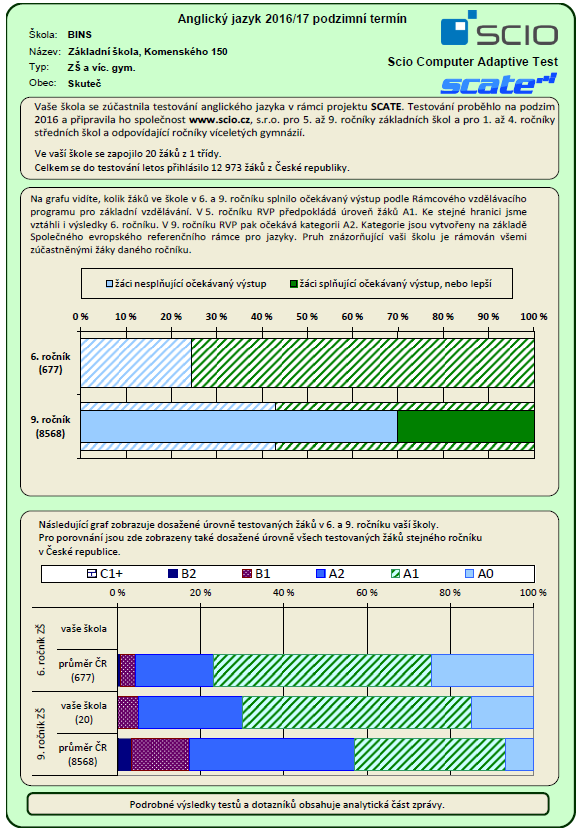 Anglický jazyk 2016/17 podzimní termín
Škola: BINS
Název: Základní škola, Komenského 150
Typ: ZŠ a víc. gym.
Obec: Skuteč
SCIO
Scio Computer Adaptive Test
scate
Vaše škola se zúčastnila testování anglického jazyka v rámci projektu SCATE. Testování proběhlo na podzim
2016 a připravila ho společnost www.scio.cz, s.r.o. pro 5. až 9. ročníky základních škol a pro 1. až 4. ročníky
středních škol a odpovídající ročníky víceletých gymnázií.
Ve vaší škole se zapojilo 20 žáků z 1 třídy.
Celkem se do testování letos přihlásilo 12 973 žáků z České republiky.
Na grafu vidíte, kolik žáků ve škole v 6. a 9. ročníku splnilo očekávaný výstup podle Rámcového vzdělávacího
programu pro základní vzdělávání. V 5. ročníku RVP předpokládá úroveň žáků A1. Ke stejné hranici jsme
vztáhli i výsledky 6. ročníku. V 9. ročníku RVP pak očekává kategorii A2. Kategorie jsou vytvořeny na základě
Společného evropského referenčního rámce pro jazyky. Pruh znázorňující vaši školu je rámován všemi
zúčastněnými žáky daného ročníku.
žáci nesplňující očekávaný výstup žáci splňující očekávaný výstup, nebo lepší
0 % 10 % 20 % 30 % 40 % 50 % 60 % 70 % 80 % 90 % 100 %
6. ročník
(677)
9. ročník
(8568)
Následující graf zobrazuje dosažené úrovně testovaných žáků v 6. a 9. ročníku vaší školy.
Pro porovnání jsou zde zobrazeny také dosažené úrovně všech testovaných žáků stejného ročníku
v České republice.
C1+ B2 B1 A2 A1 A0
0 % 20 % 40 % 60 % 80 % 100 %
6. ročník ZŠ
vaše škola
průměr ČR
(677)
9. ročník ZŠ
vaše škola
(20)
průměr ČR
(8568)
Podrobné výsledky testů a dotazníků obsahuje analytická část zprávy.